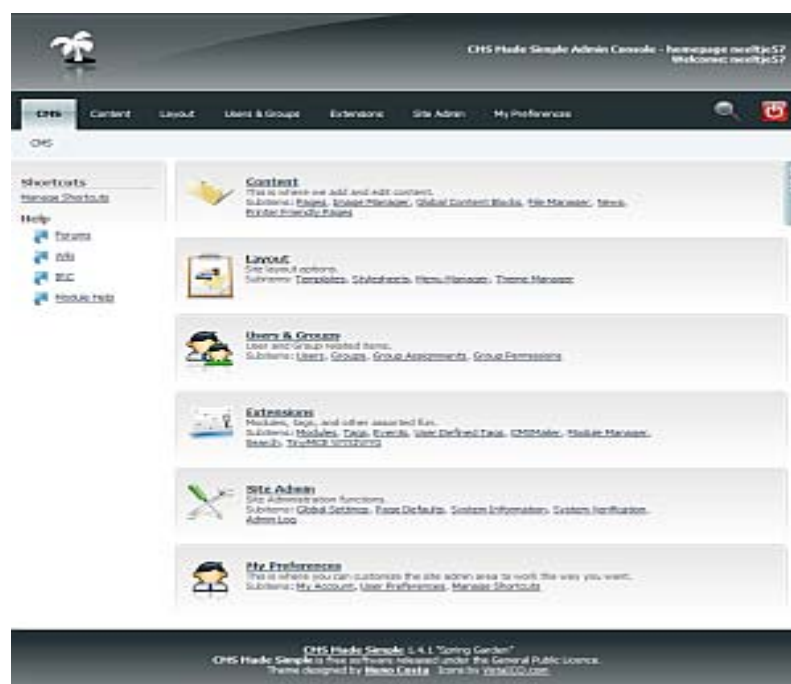 CMS Made Simple Admin Console - homepage neeltje57
Welcome: neeltje57
CMS Content Layout Users & Groups Extensions Site Admin My Preferences
CMS
Shortcuts
Manage Shortcuts
Help
Forums
Wiki
IRC
Module Help
Content
This is where we add and edit content.
Subitems: Pages, Image Manager, Global Content Blocks, File Manager, News,
Printer Friendly Pages
Layout
Site layout options.
Subitems: Templates, Stylesheets, Menu Manager, Theme Manager
Users & Groups
User and Group related items.
Subitems: Users, Groups, Group Assignments, Group Permissions
Extensions
Modules, tags, and other assorted fun.
Subitems: Modules, Tags, Events, User Defined Tags, CMSMailer, Module Manager,
Search, TinyMCE WYSIWYG
Site Admin
Site Administration functions.
Subitems: Global Settings, Page Defaults, System Information, System Verification,
Admin Log
My Preferences
This is where you can customize the site admin area to work the way you want.
Subitems: My Account, User Preferences, Manage Shortcuts
CMS Made Simple 1.4.1 "Spring Garden"
CMS Made Simple is free software released under the General Public Licence.
Theme designed by Nuno Costa Icons by VistaICO.com